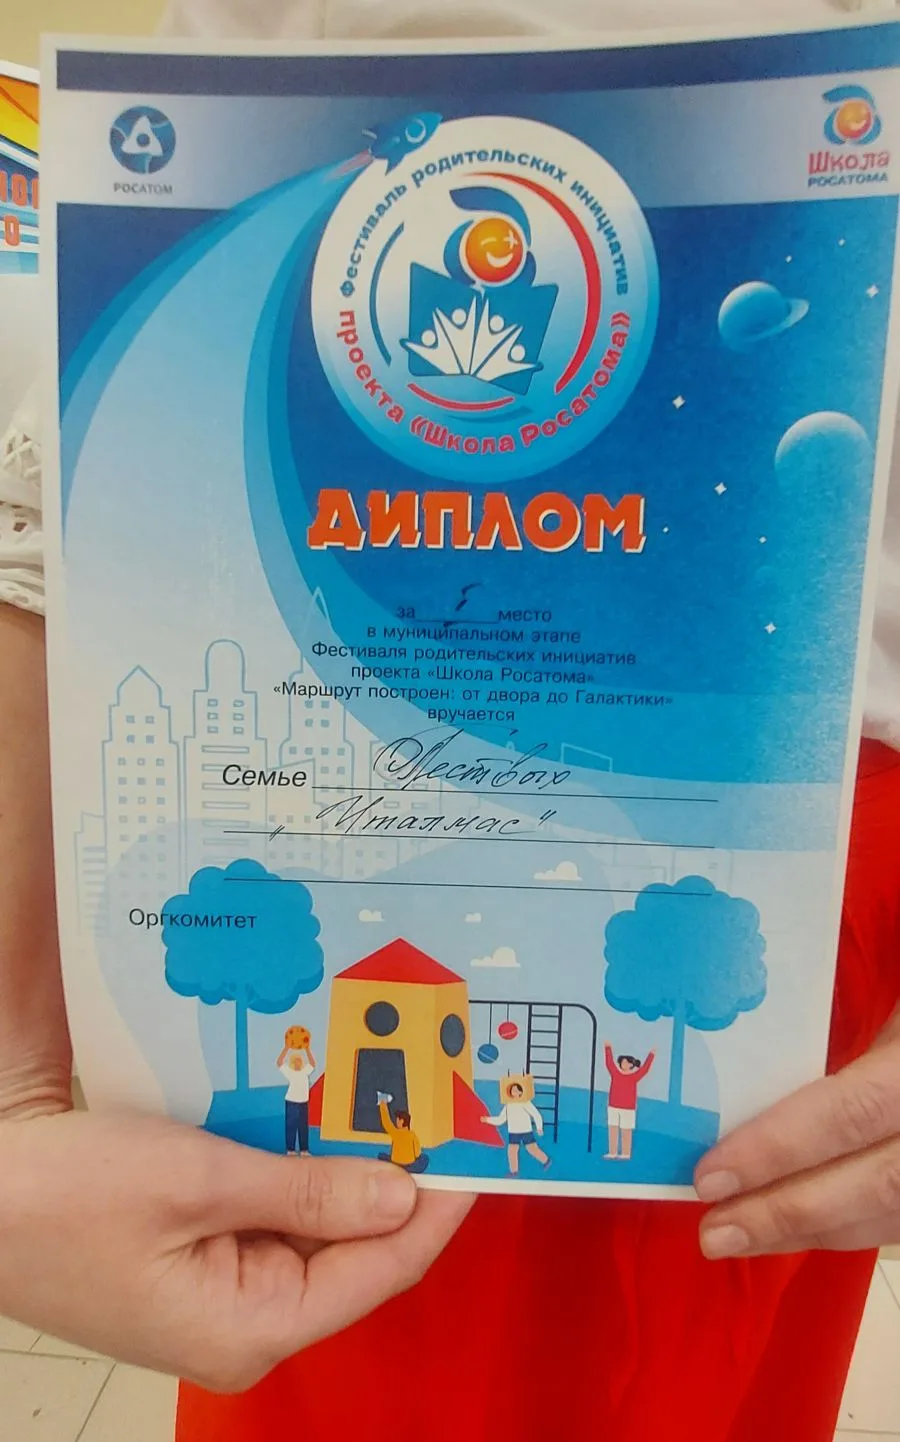 РОСАТОМ
Школа
РОСАТОМА
Фестиваль родительских инициатив
проекта «Школа Росатома»
ДИПЛОМ
за I место
в муниципальном этапе
Фестиваля родительских инициатив
проекта «Школа Росатома»
«Маршрут построен: от двора до Галактики»
вручается
Семье
"Италмас"
Оргкомитет